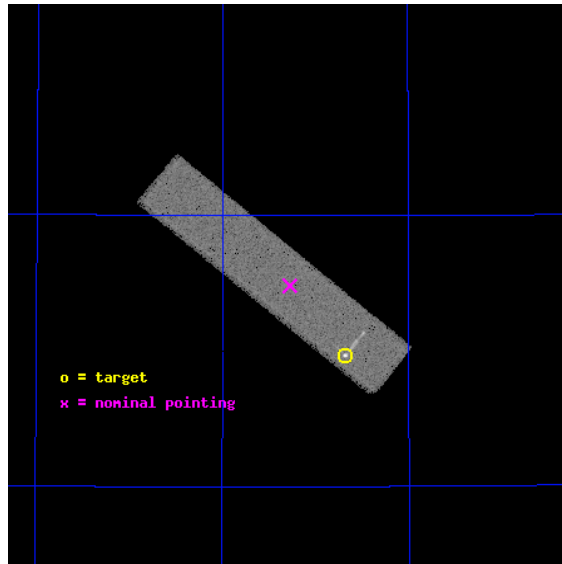 o = target
x = nominal pointing